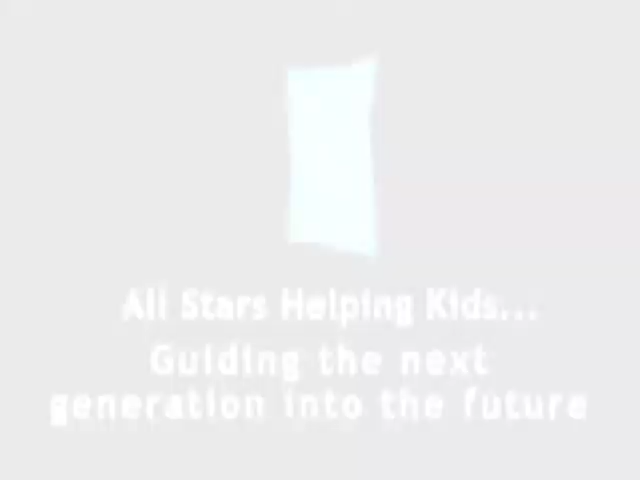 All Stars Helping Kids...
Guiding the next
generation into the future